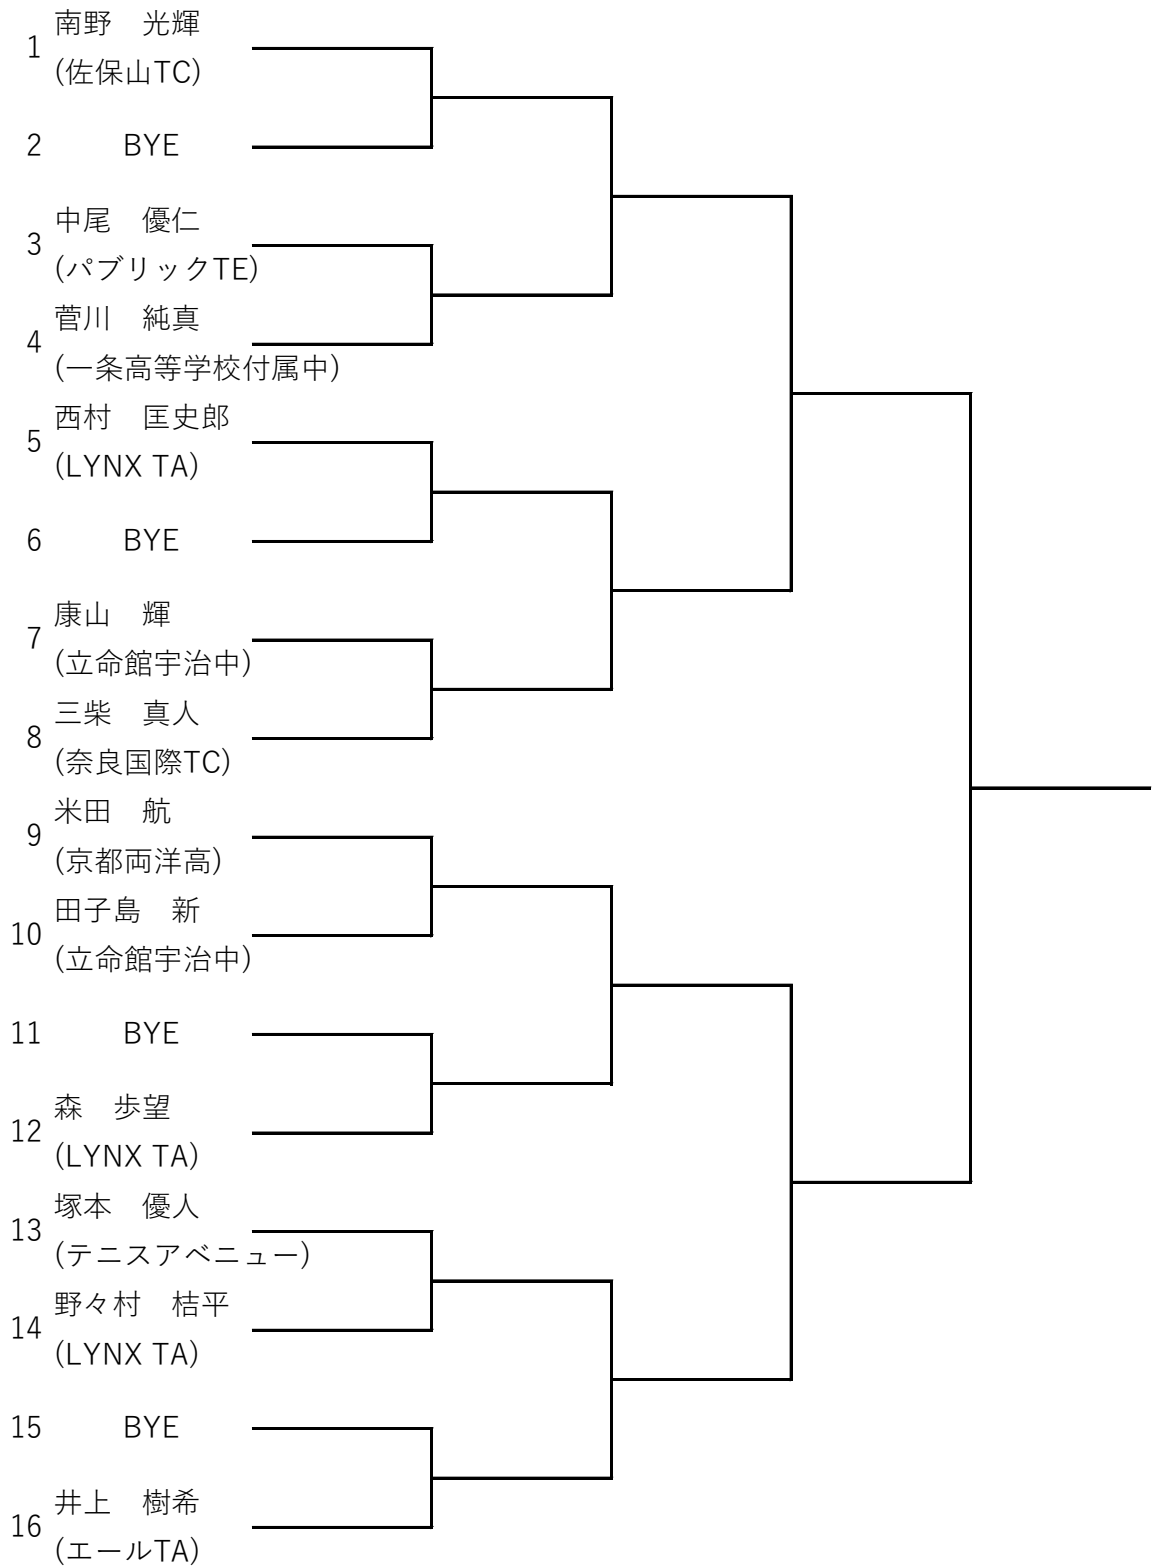 南野　光輝
1
(佐保山TC)
2 BYE
中尾　優仁
3
(パブリックTE)
菅川　純真
4
(一条高等学校付属中)
西村　匡史郎
5
(LYNX TA)
6 BYE
康山　輝
7
(立命館宇治中)
三柴　真人
8
(奈良国際TC)
米田　航
9
(京都両洋高)
田子島　新
10
(立命館宇治中)
11 BYE
森　歩望
12
(LYNX TA)
塚本　優人
13
(テニスアベニュー)
野々村　桔平
14
(LYNX TA)
15 BYE
井上　樹希
16
(エールTA)